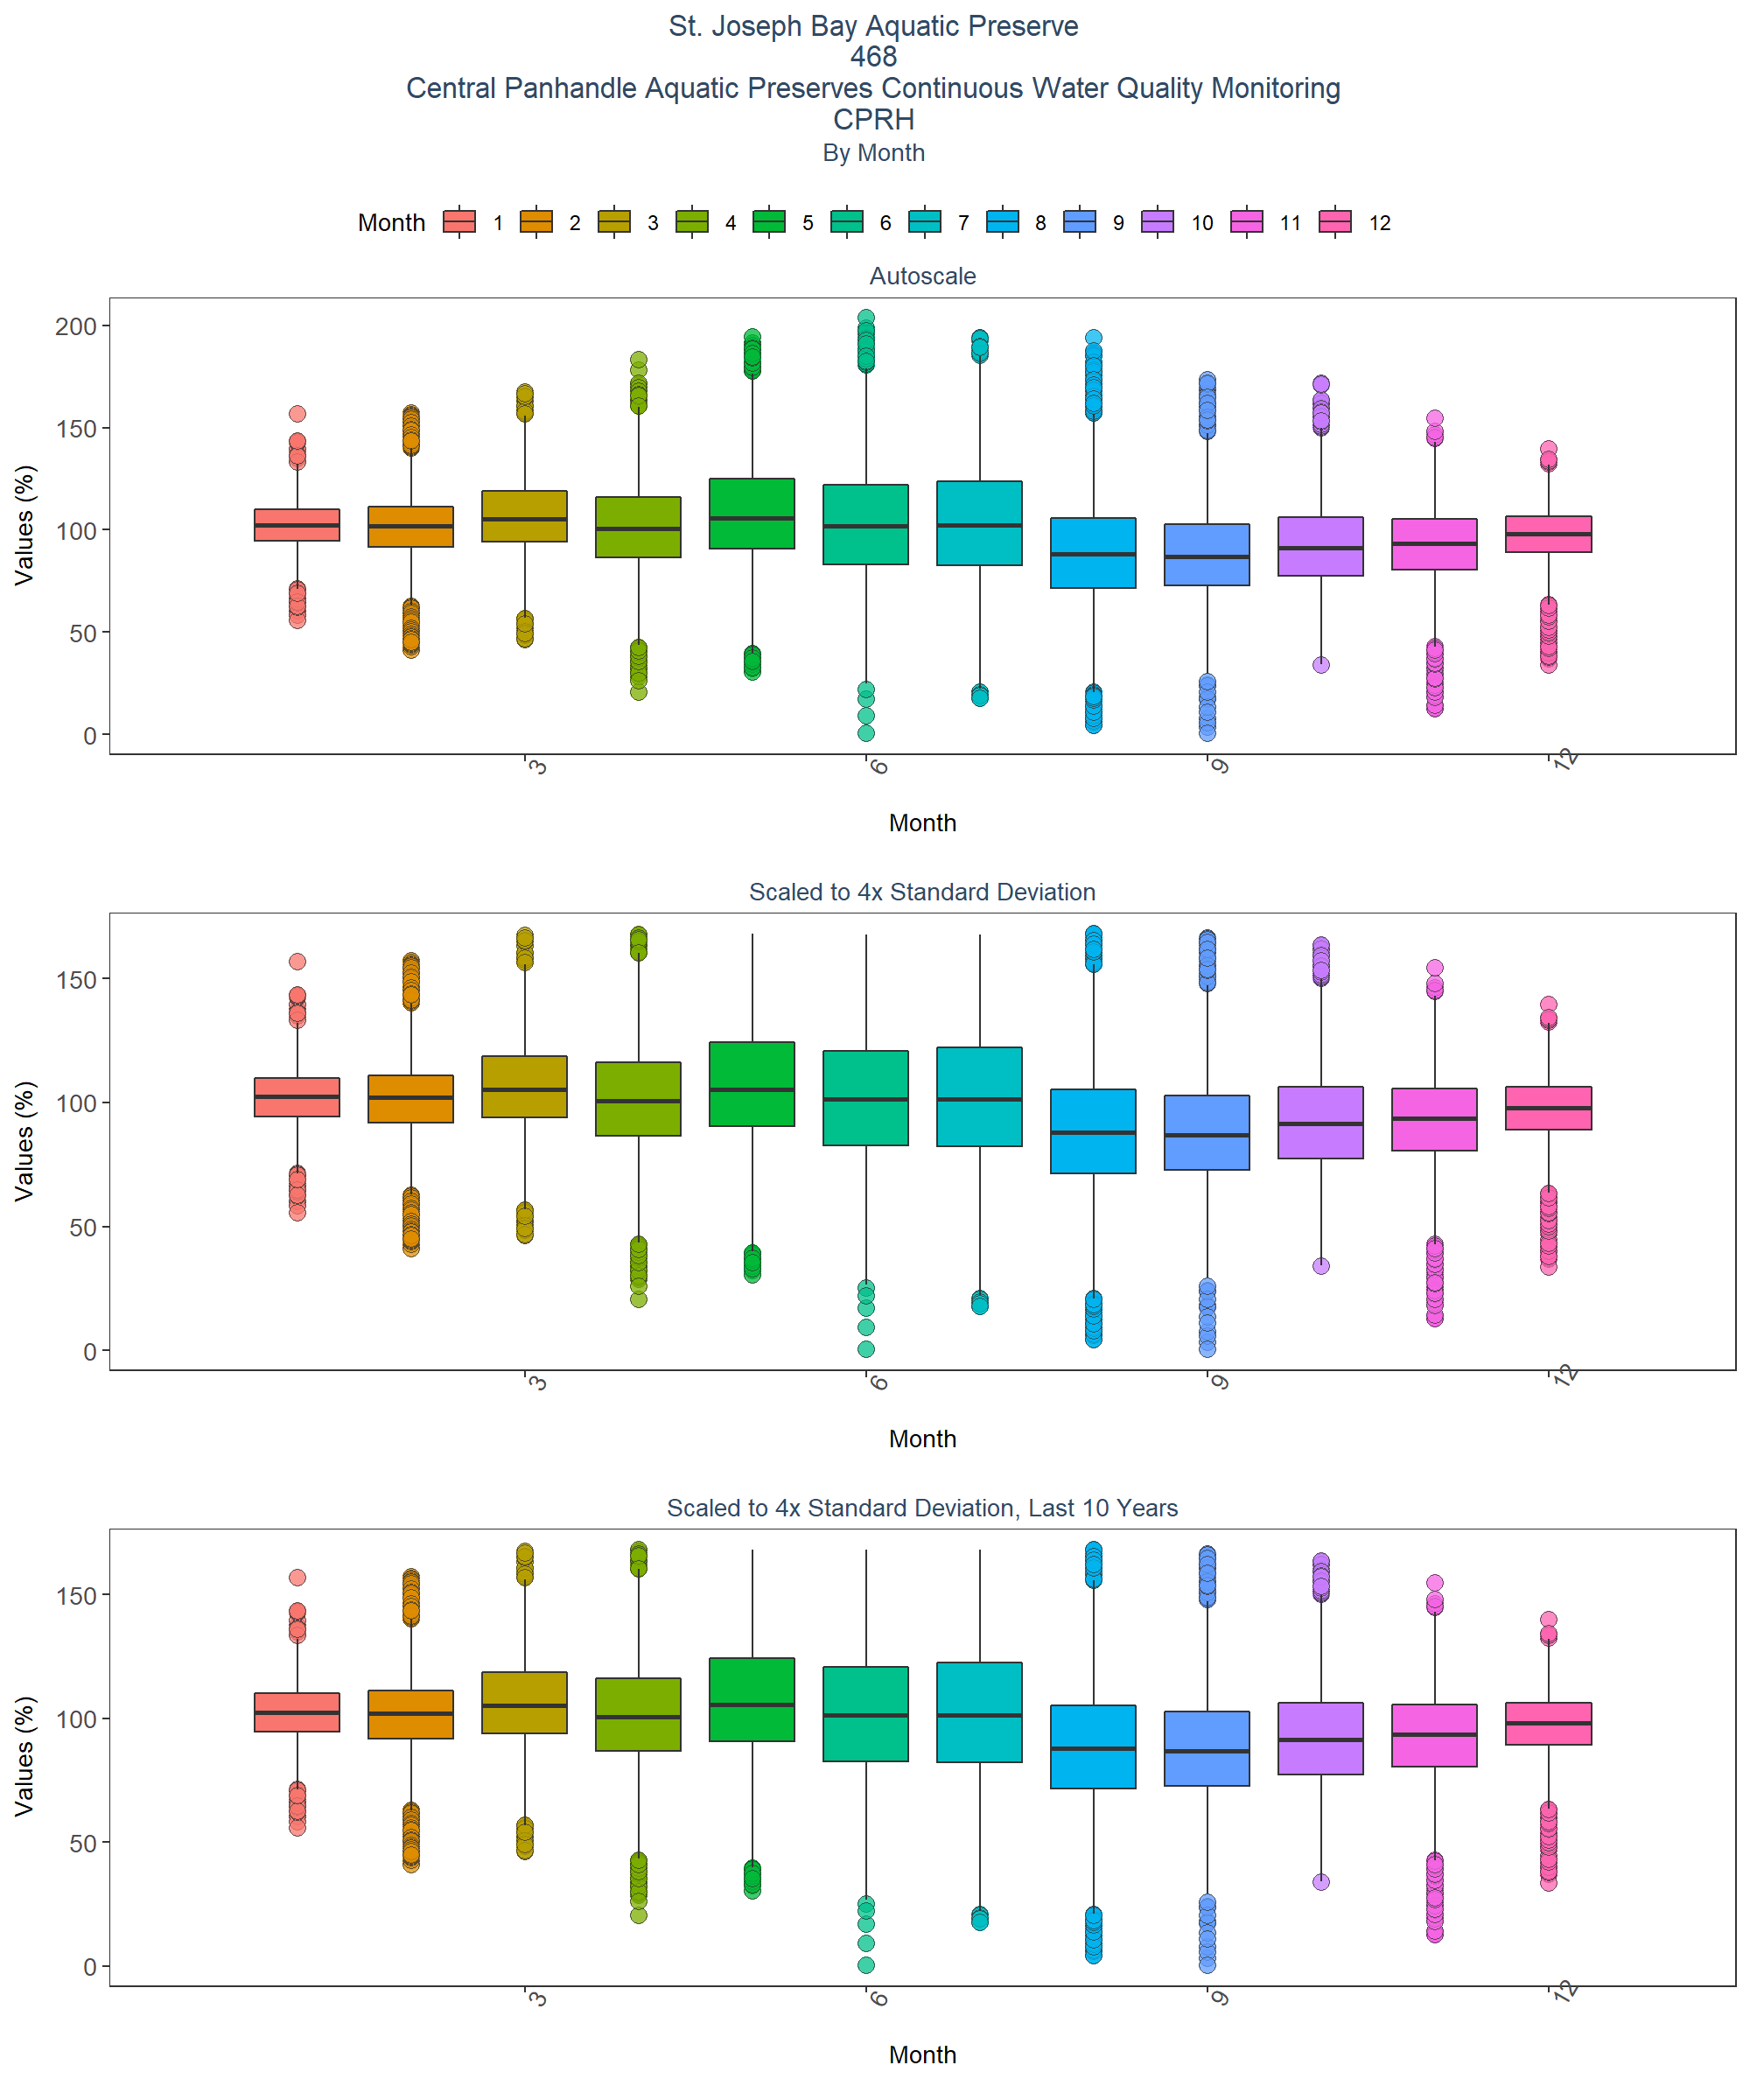 St. Joseph Bay Aquatic Preserve
468
Central Panhandle Aquatic Preserves Continuous Water Quality Monitoring
CPRH
By Month
Month 1 2 3 4 5 6 7 8 9 10 11 12
Autoscale
Values (%)
200
150
100
50
0
3 6 9 12
Month
Scaled to 4x Standard Deviation
Values (%)
150
100
50
0
3 6 9 12
Month
Scaled to 4x Standard Deviation, Last 10 Years
Values (%)
150
100
50
0
3 6 9 12
Month